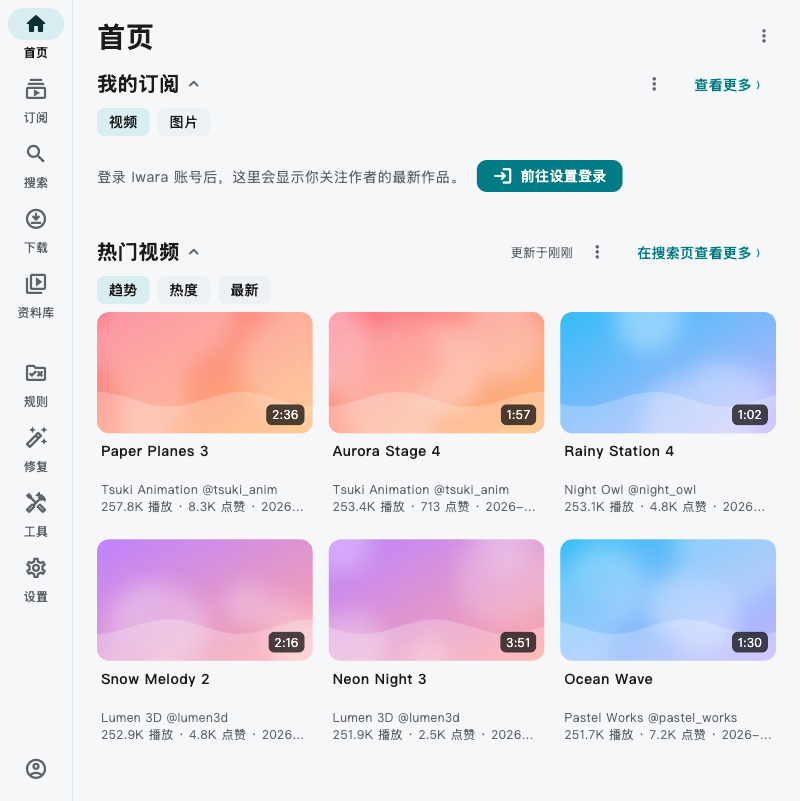 首页
订阅
搜索
下载
资料库
规则
修复
工具
设置
首页
我的订阅
查看更多 ›
视频
图片
登录 Iwara 账号后，这里会显示你关注作者的最新作品。
前往设置登录
热门视频
更新于刚刚
在搜索页查看更多 ›
趋势
热度
最新
2:36
1:57
1:02
Paper Planes 3
Aurora Stage 4
Rainy Station 4
Tsuki Animation @tsuki_anim
257.8K 播放 · 8.3K 点赞 · 2026...
Tsuki Animation @tsuki_anim
253.4K 播放 · 713 点赞 · 2026-...
Night Owl @night_owl
253.1K 播放 · 4.8K 点赞 · 2026...
2:16
3:51
1:30
Snow Melody 2
Neon Night 3
Ocean Wave
Lumen 3D @lumen3d
252.9K 播放 · 4.8K 点赞 · 2026...
Lumen 3D @lumen3d
251.9K 播放 · 2.5K 点赞 · 2026...
Pastel Works @pastel_works
251.7K 播放 · 7.2K 点赞 · 2026-...